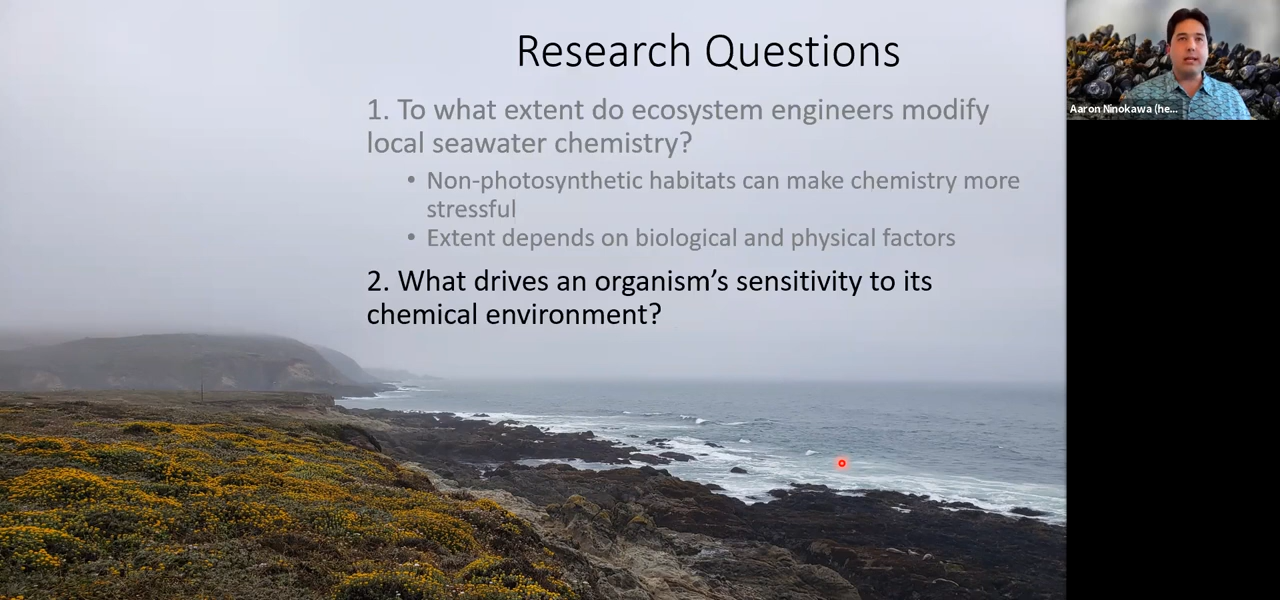 Research Questions
1. To what extent do ecosystem engineers modify
local seawater chemistry?
• Non-photosynthetic habitats can make chemistry more
stressful
• Extent depends on biological and physical factors
2. What drives an organism’s sensitivity to its
chemical environment?
Aaron Ninokawa (he...